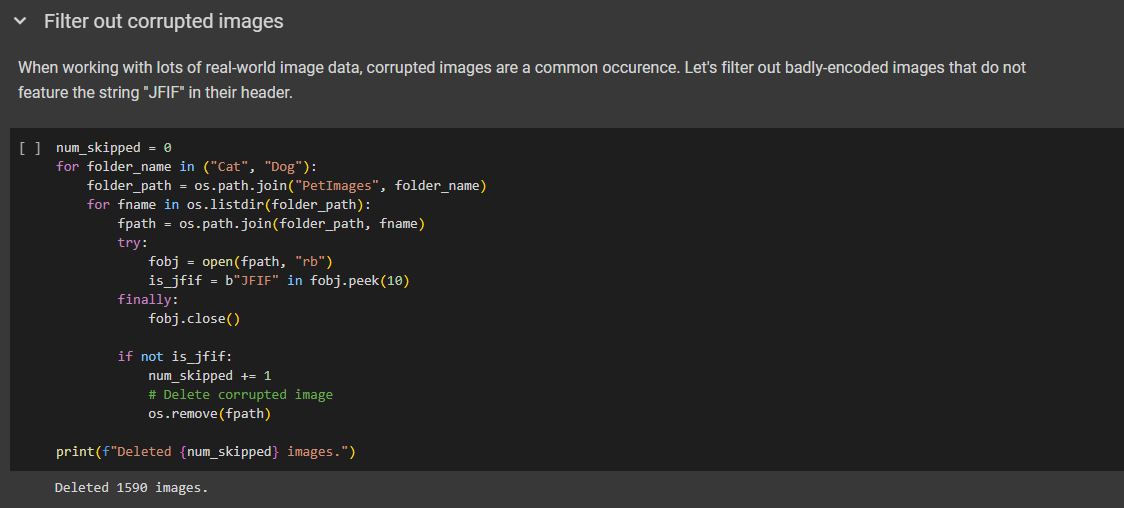 Filter out corrupted images
When working with lots of real-world image data, corrupted images are a common occurence. Let's filter out badly-encoded images that do not
feature the string "JFIF" in their header.
[ ] num_skipped = 0
for folder_name in ("Cat", "Dog"):
    folder_path = os.path.join("PetImages", folder_name)
    for fname in os.listdir(folder_path):
        fpath = os.path.join(folder_path, fname)
        try:
            fobj = open(fpath, "rb")
            is_jfif = b"JFIF" in fobj.peek(10)
        finally:
            fobj.close()
        if not is_jfif:
            num_skipped += 1
            # Delete corrupted image
            os.remove(fpath)
print(f"Deleted {num_skipped} images.")
Deleted 1590 images.